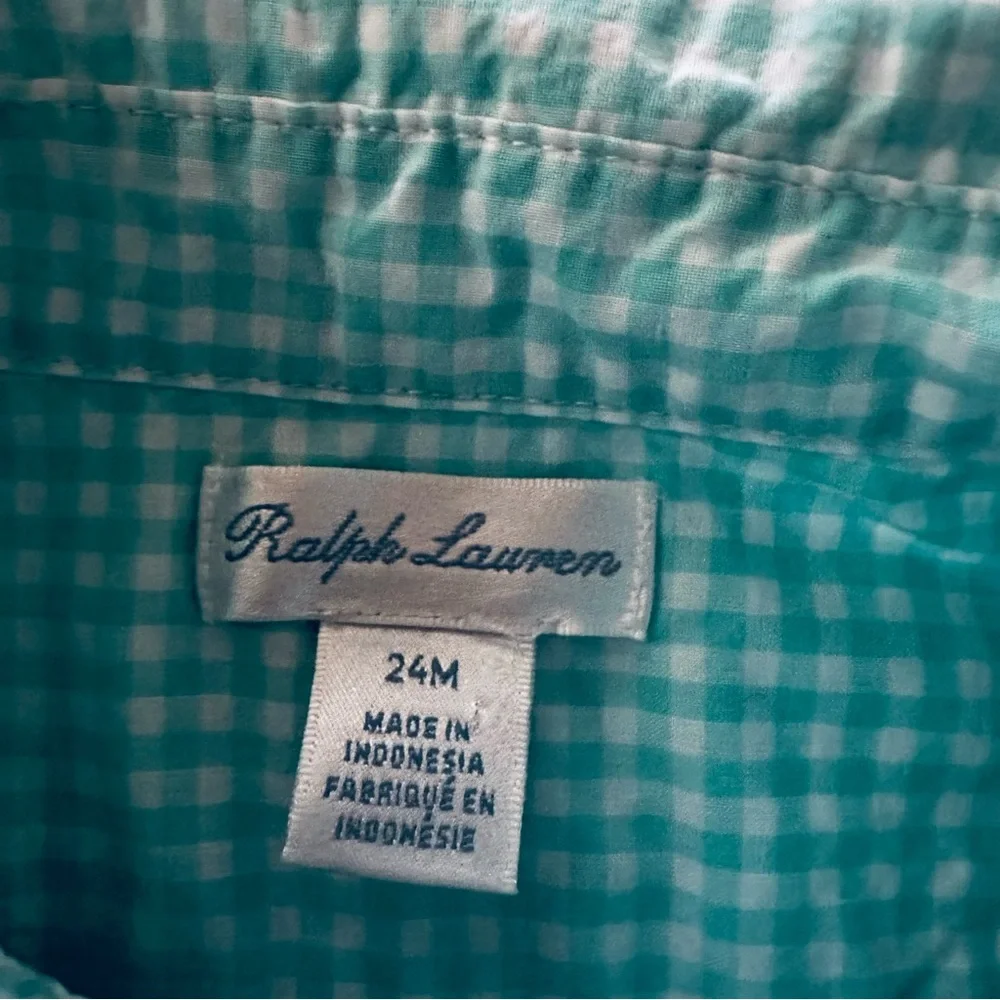 Ralph Lauren
24M
MADE IN
INDONESIA
FABRIQUÉ EN
INDONÉSIE